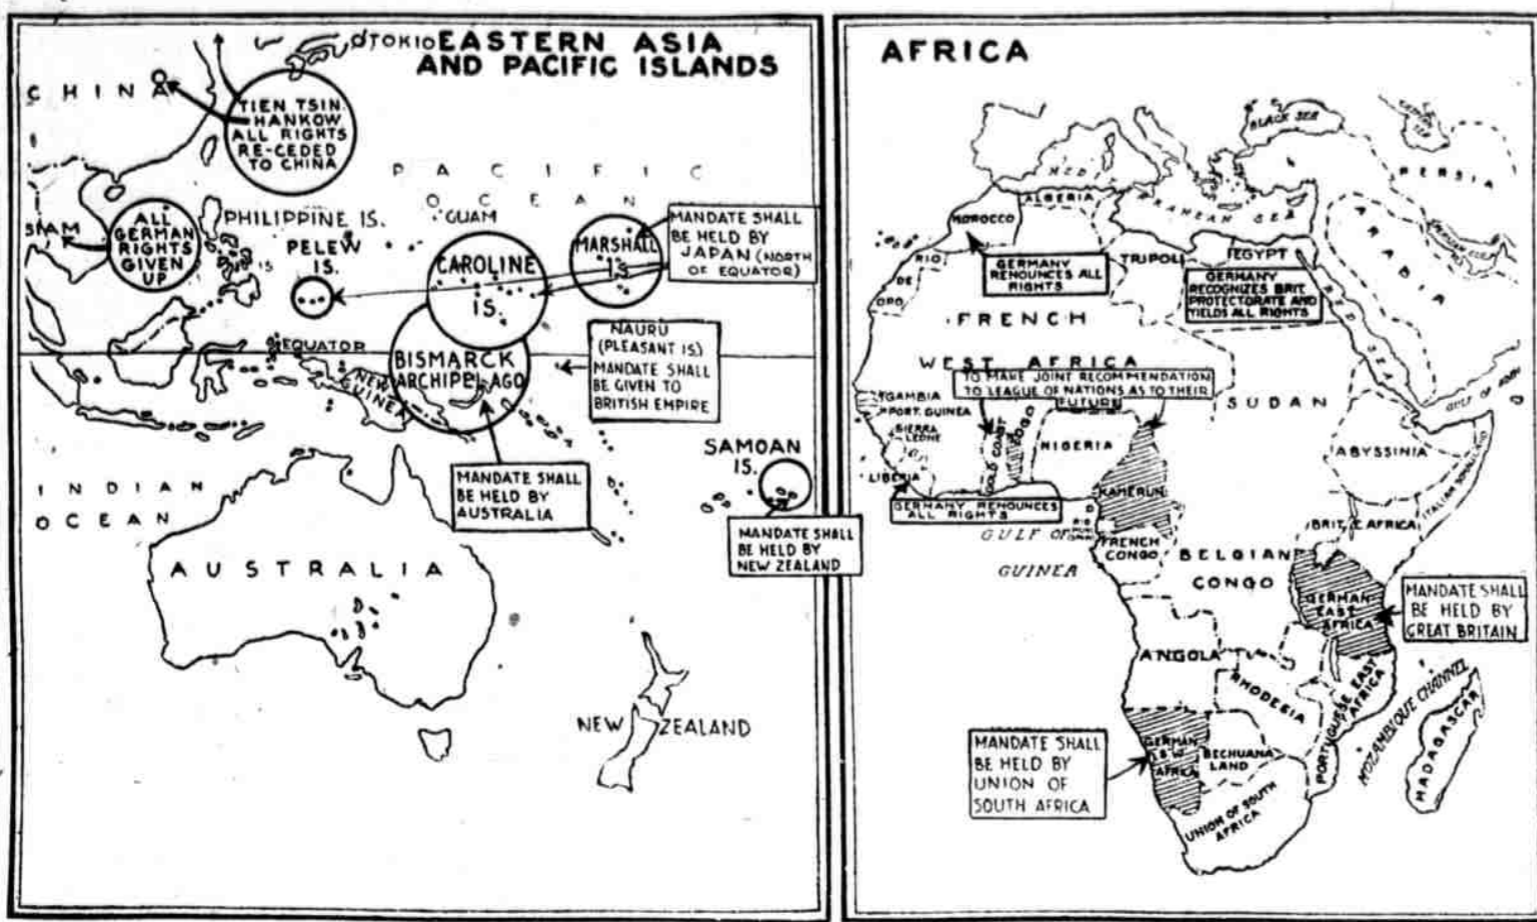 EASTERN ASIA
AND PACIFIC ISLANDS
TOKIO
CHINA
TIEN TSIN.
HANKOW
ALL RIGHTS
RE-CEDED
TO CHINA
PACIFIC
OCEAN
SIAM
ALL
GERMAN
RIGHTS
GIVEN
UP
PHILIPPINE IS.
IS
GUAM
PELEW
IS.
CAROLINE
IS.
MARSHALL
IS
MANDATE SHALL
BE HELD BY
JAPAN (NORTH
OF EQUATOR)
EQUATOR
BISMARCK
ARCHIPELAGO
NEW
GUINEA
NAURU
(PLEASANT IS.)
MANDATE SHALL
BE GIVEN TO
BRITISH EMPIRE
SAMOAN
IS.
MANDATE SHALL
BE HELD BY
AUSTRALIA
MANDATE SHALL
BE HELD BY
NEW ZEALAND
INDIAN
OCEAN
AUSTRALIA
NEW ZEALAND
AFRICA
BLACK SEA
PERSIA
ARABIA
RED SEA
MOROCCO
ALGERIA
TRIPOLI
EGYPT
GERMANY
RENOUNCES ALL
RIGHTS
GERMANY
RECOGNIZES BRIT.
PROTECTORATE AND
YIELDS ALL RIGHTS
RIO
DE
ORO
FRENCH
WEST AFRICA
TO MAKE JOINT RECOMMENDATION
TO LEAGUE OF NATIONS AS TO THEIR
FUTURE
SUDAN
GULF OF ADEN
GAMBIA
PORT. GUINEA
SIERRA
LEONE
LIBERIA
GOLD COAST
TOGO
NIGERIA
KAMERUN
GERMANY RENOUNCES
ALL RIGHTS
GULF OF
GUINEA
FRENCH
CONGO
ABYSSINIA
ITALIAN SOMALILAND
BRIT. E AFRICA
BELGIAN
CONGO
GERMAN
EAST
AFRICA
MANDATE SHALL
BE HELD BY
GREAT BRITAIN
ANGOLA
RHODESIA
PORTUGUESE EAST
AFRICA
MOZAMBIQUE CHANNEL
MADAGASCAR
GERMAN
S.W.
AFRICA
BECHUANA
LAND
MANDATE SHALL
BE HELD BY
UNION OF
SOUTH AFRICA
UNION OF SOUTH
AFRICA